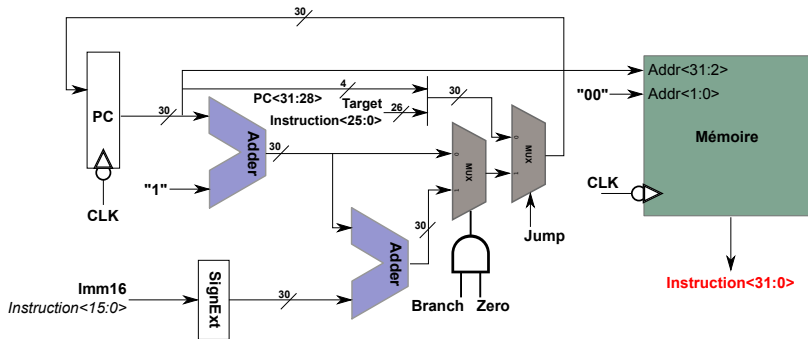 30
PC
CLK
30
4
PC<31:28>
Target
Instruction<25:0>
26
30
Adder
30
"1"
0
MUX
1
0
MUX
1
30
Adder
Jump
Branch
Zero
Imm16
Instruction<15:0>
SignExt
30
Addr<31:2>
"00"
Addr<1:0>
Mémoire
CLK
Instruction<31:0>